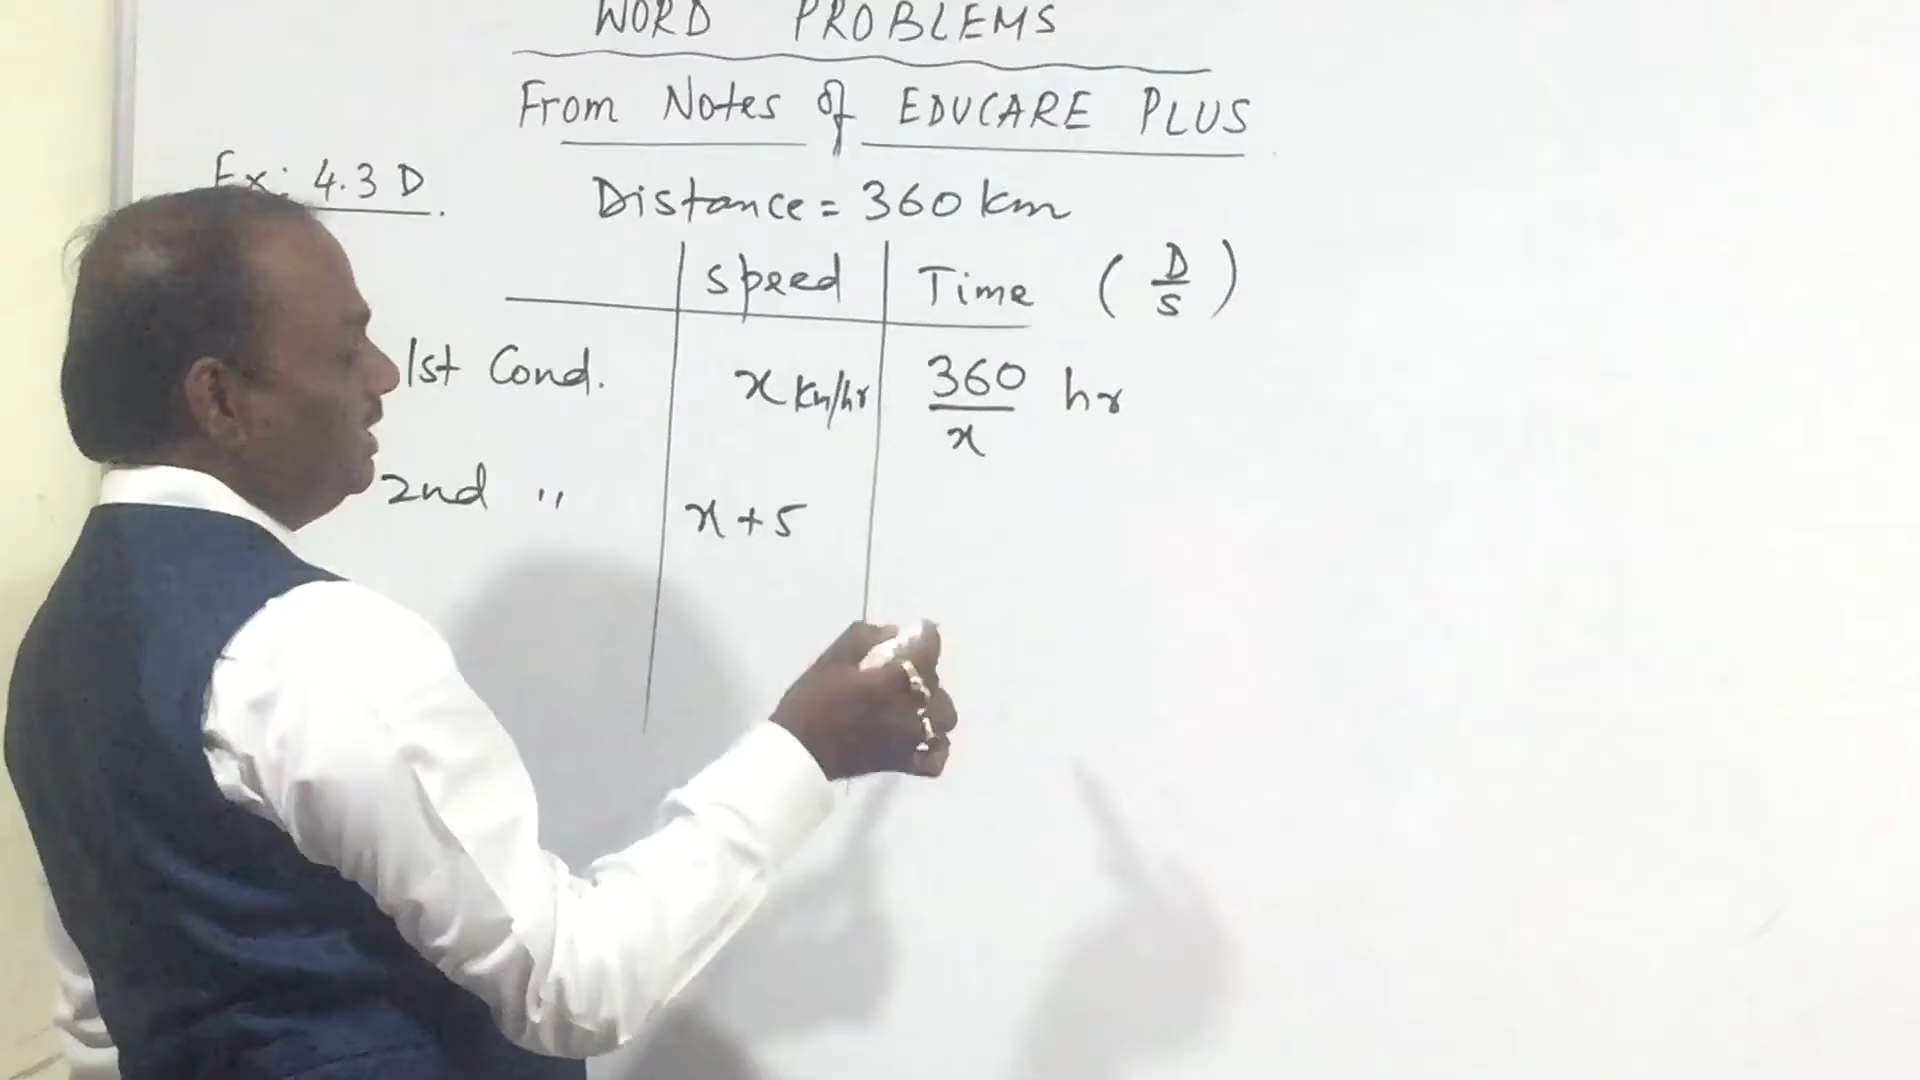 WORD PROBLEMS
From Notes of EDUCARE PLUS
Ex: 4.3 D.
Distance = 360 km
speed Time ( D/S )
1st Cond. x Km/hr 360/x hr
2nd " x + 5